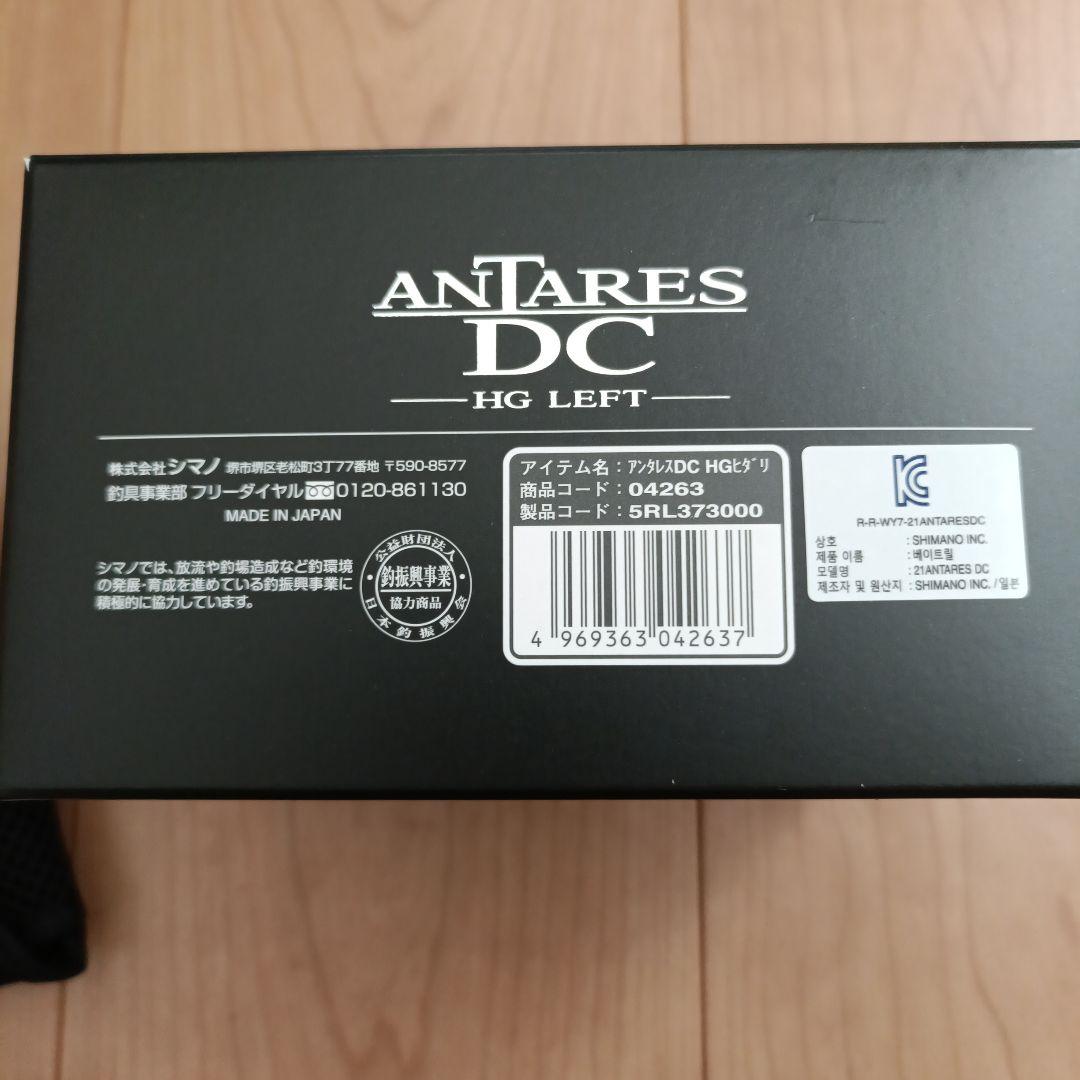 ANTARES
DC
HG LEFT
株式会社シマノ 堺市堺区老松町3丁77番地 〒590-8577
釣具事業部 フリーダイヤル 0120-861130
MADE IN JAPAN
シマノでは、放流や釣場造成など釣環境
の発展・育成を進めている釣振興事業に
積極的に協力しています。
公益財団法人
釣振興事業
協力商品
日本釣振興会
アイテム名：ｱﾝﾀﾚｽDC HGﾋﾀﾞﾘ
商品コード：04263
製品コード：5RL373000
4 969363 042637
R-R-WY7-21ANTARESDC
상호 : SHIMANO INC.
제품 이름 : 베이트릴
모델명 : 21ANTARES DC
제조자 및 원산지 : SHIMANO INC. / 일본